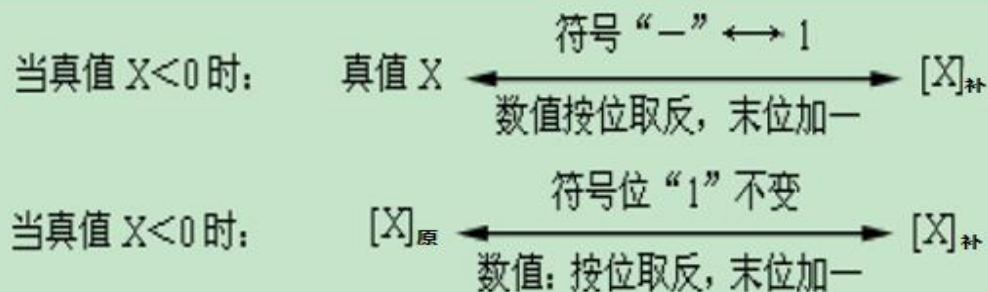 符号“－”⟷ 1
当真值 X<0时： 真值 X [X]补
数值按位取反，末位加一
符号位“1”不变
当真值 X<0时： [X]原 [X]补
数值：按位取反，末位加一